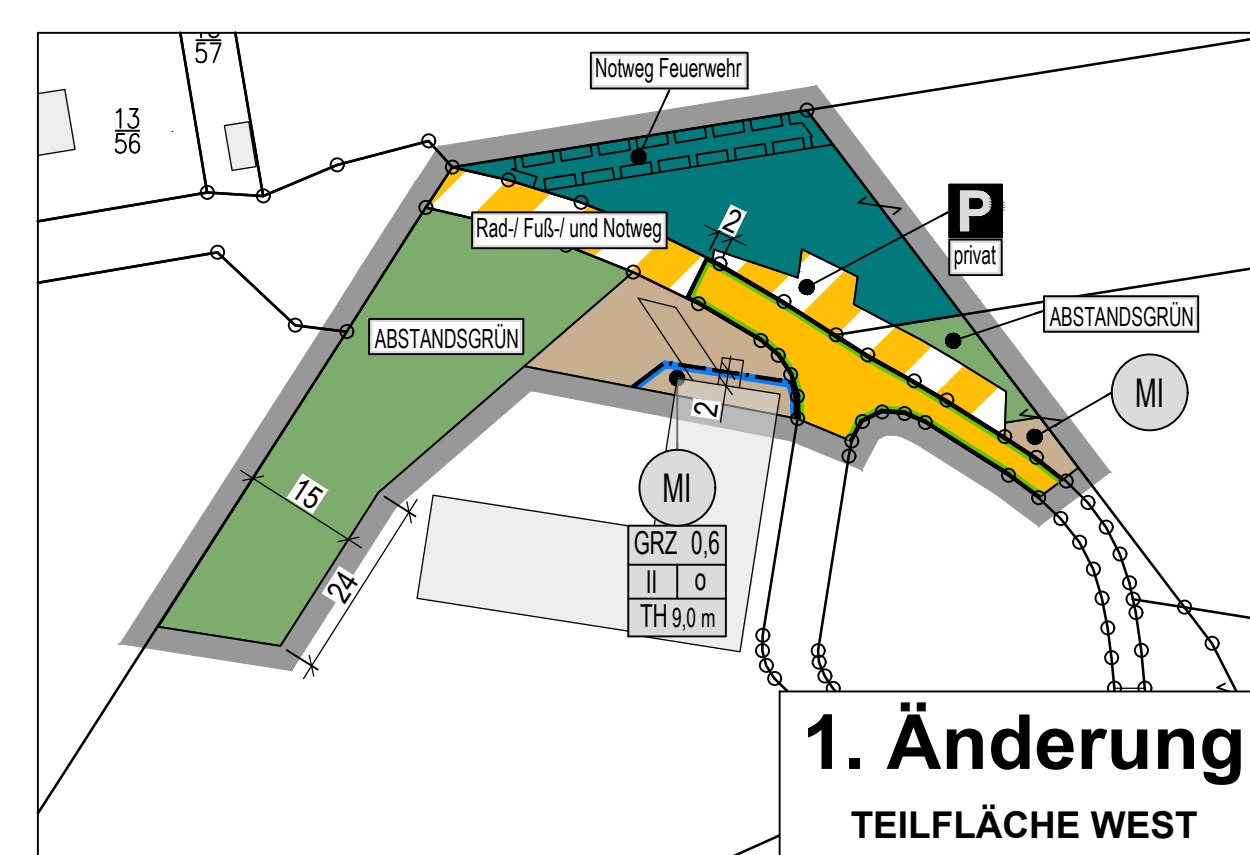 57
13
56
Notweg Feuerwehr
Rad-/ Fuß-/ und Notweg
2
P
privat
ABSTANDSGRÜN
ABSTANDSGRÜN
MI
2
15
24
MI
GRZ 0,6
II o
TH 9,0 m
1. Änderung
TEILFLÄCHE WEST